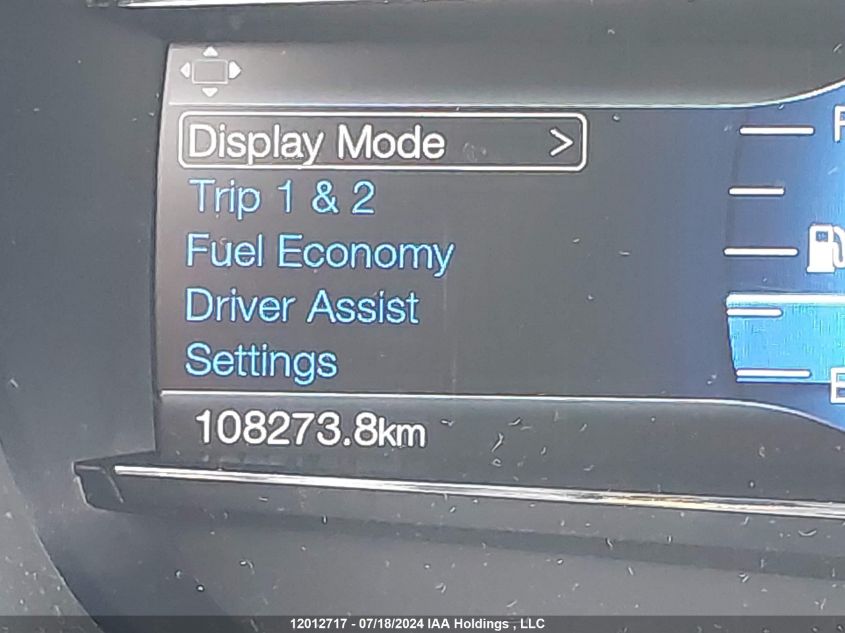 Display Mode >
Trip 1 & 2
Fuel Economy
Driver Assist
Settings
108273.8km
F
E
12012717 - 07/18/2024 IAA Holdings , LLC